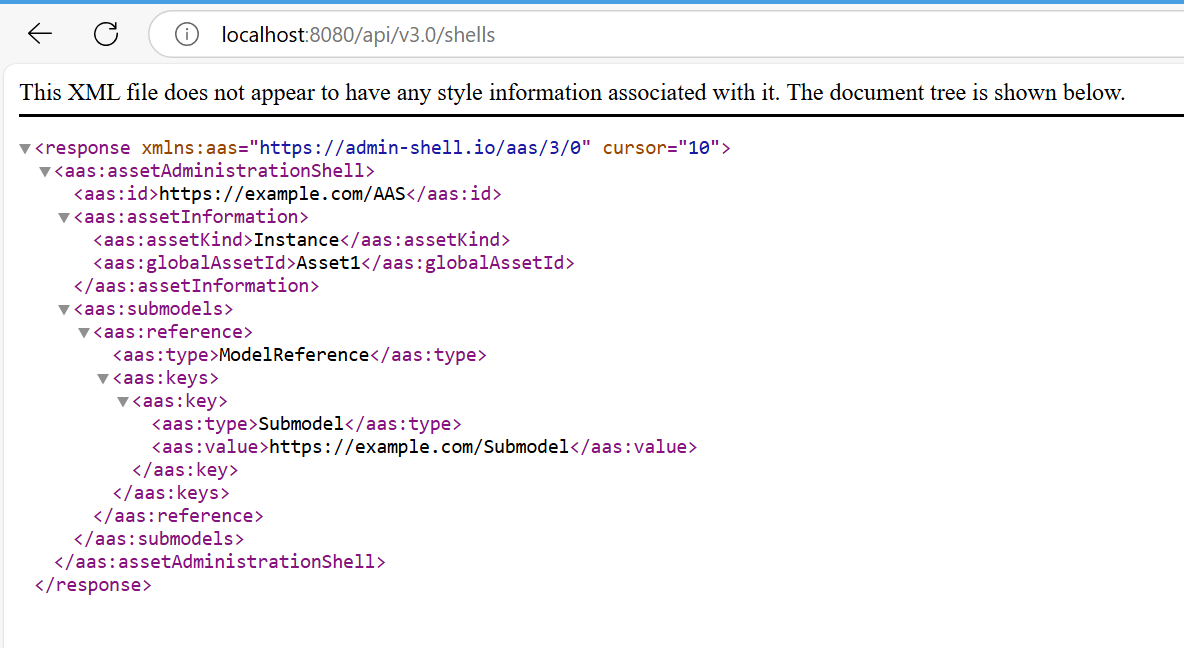 localhost:8080/api/v3.0/shells
This XML file does not appear to have any style information associated with it. The document tree is shown below.
<response xmlns:aas="https://admin-shell.io/aas/3/0" cursor="10">
<aas:assetAdministrationShell>
<aas:id>https://example.com/AAS</aas:id>
<aas:assetInformation>
<aas:assetKind>Instance</aas:assetKind>
<aas:globalAssetId>Asset1</aas:globalAssetId>
</aas:assetInformation>
<aas:submodels>
<aas:reference>
<aas:type>ModelReference</aas:type>
<aas:keys>
<aas:key>
<aas:type>Submodel</aas:type>
<aas:value>https://example.com/Submodel</aas:value>
</aas:key>
</aas:keys>
</aas:reference>
</aas:submodels>
</aas:assetAdministrationShell>
</response>